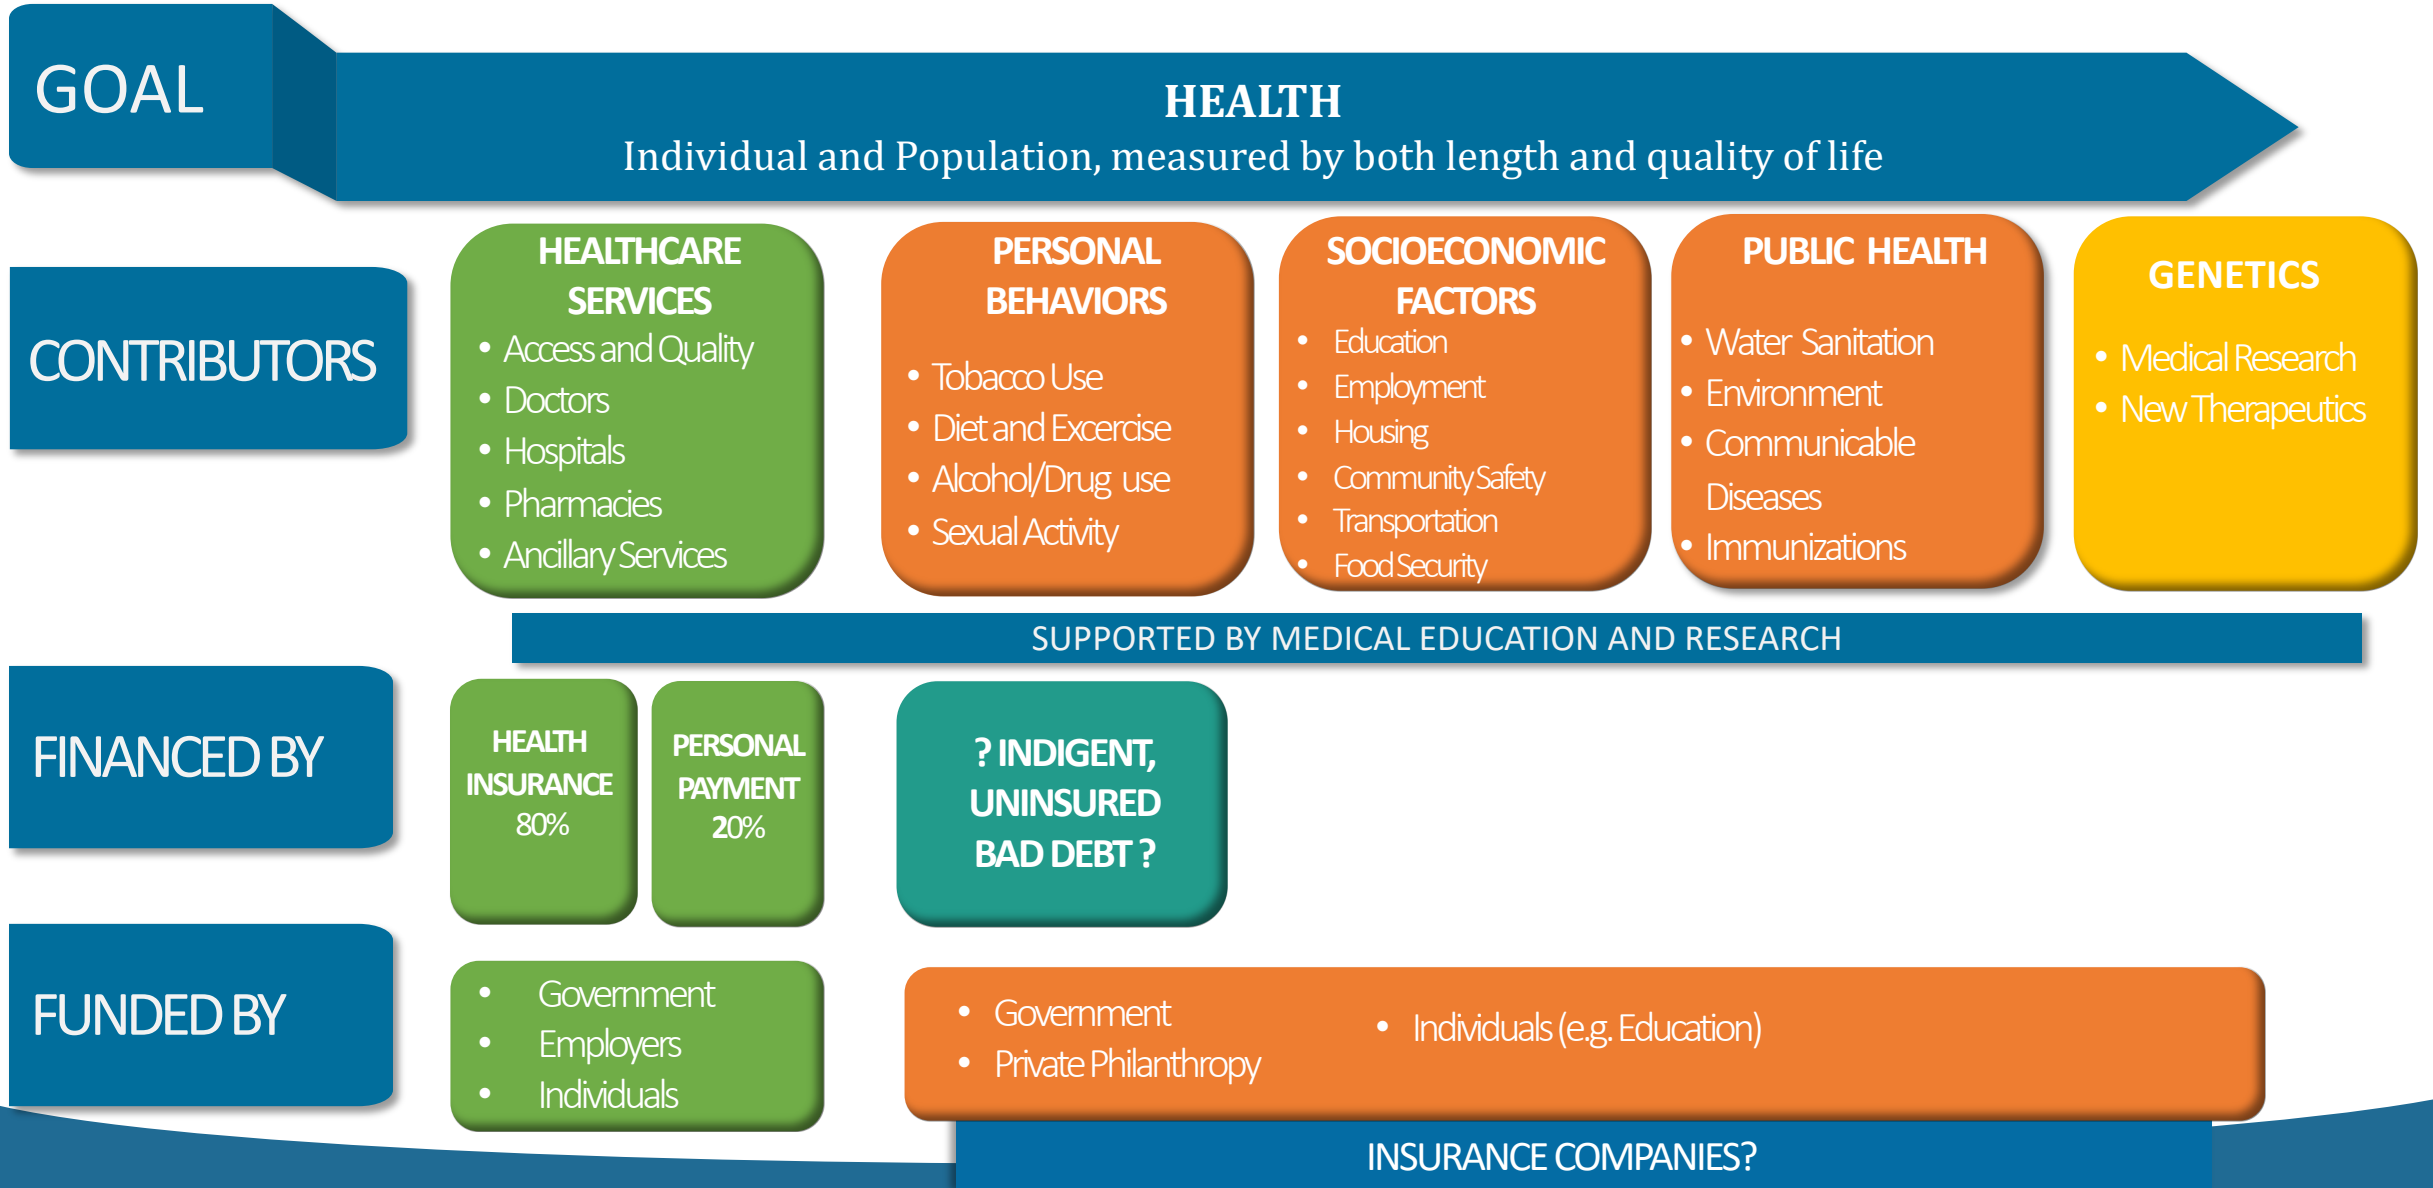 GOAL
HEALTH
Individual and Population, measured by both length and quality of life
CONTRIBUTORS
HEALTHCARE
SERVICES
• Access and Quality
• Doctors
• Hospitals
• Pharmacies
• Ancillary Services
PERSONAL
BEHAVIORS
• Tobacco Use
• Diet and Excercise
• Alcohol/Drug use
• Sexual Activity
SOCIOECONOMIC
FACTORS
• Education
• Employment
• Housing
• Community Safety
• Transportation
• Food Security
PUBLIC HEALTH
• Water Sanitation
• Environment
• Communicable
Diseases
• Immunizations
GENETICS
• Medical Research
• New Therapeutics
SUPPORTED BY MEDICAL EDUCATION AND RESEARCH
FINANCED BY
HEALTH
INSURANCE
80%
PERSONAL
PAYMENT
20%
? INDIGENT,
UNINSURED
BAD DEBT ?
FUNDED BY
• Government
• Employers
• Individuals
• Government
• Private Philanthropy
• Individuals (e.g. Education)
INSURANCE COMPANIES?